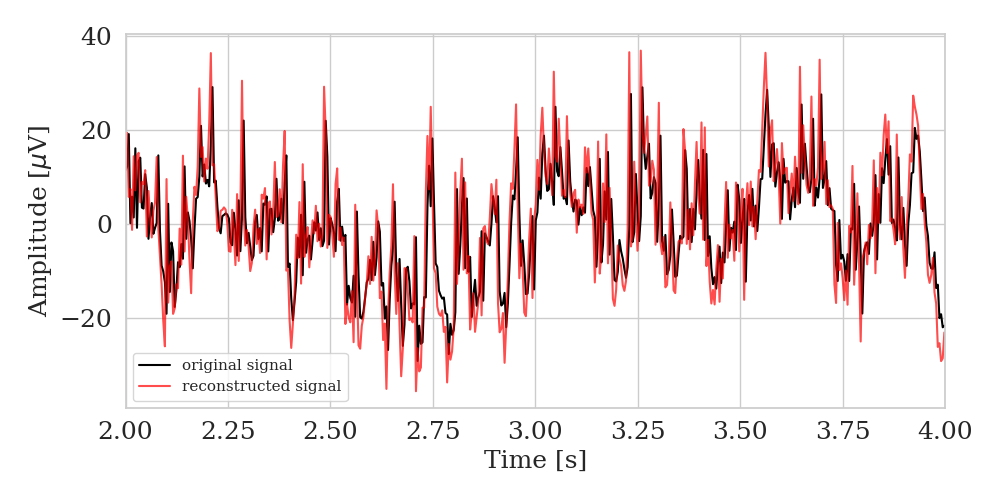 40
20
0
−20
Amplitude [μV]
original signal
reconstructed signal
2.00 2.25 2.50 2.75 3.00 3.25 3.50 3.75 4.00
Time [s]